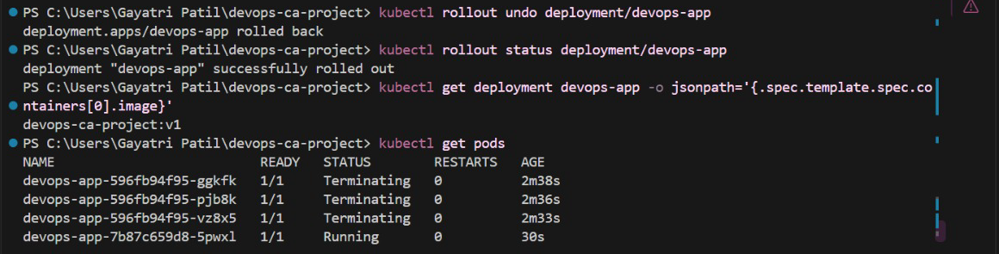 PS C:\Users\Gayatri Patil\devops-ca-project> kubectl rollout undo deployment/devops-app
deployment.apps/devops-app rolled back
PS C:\Users\Gayatri Patil\devops-ca-project> kubectl rollout status deployment/devops-app
deployment "devops-app" successfully rolled out
PS C:\Users\Gayatri Patil\devops-ca-project> kubectl get deployment devops-app -o jsonpath='{.spec.template.spec.co
ntainers[0].image}'
devops-ca-project:v1
PS C:\Users\Gayatri Patil\devops-ca-project> kubectl get pods
NAME READY STATUS RESTARTS AGE
devops-app-596fb94f95-ggkfk 1/1 Terminating 0 2m38s
devops-app-596fb94f95-pjb8k 1/1 Terminating 0 2m36s
devops-app-596fb94f95-vz8x5 1/1 Terminating 0 2m33s
devops-app-7b87c659d8-5pwxl 1/1 Running 0 30s